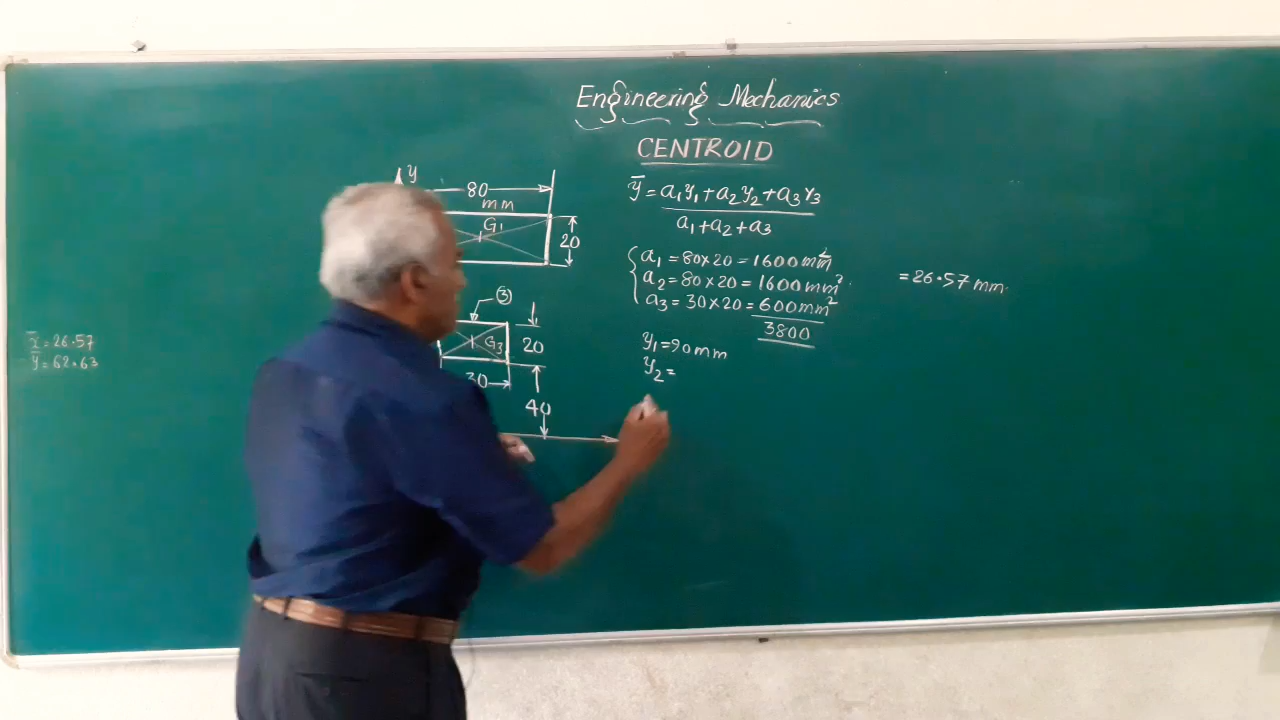 Engineering Mechanics
CENTROID
ȳ = a₁y₁ + a₂y₂ + a₃y₃
a₁ + a₂ + a₃
a₁ = 80×20 = 1600 mm²
a₂ = 80×20 = 1600 mm²
a₃ = 30×20 = 600 mm²
3800
y₁ = 90 mm
y₂ =
= 26.57 mm
y
80
mm
G₁
20
③
G₃
20
40
x̄ = 26.57
ȳ = 62.63